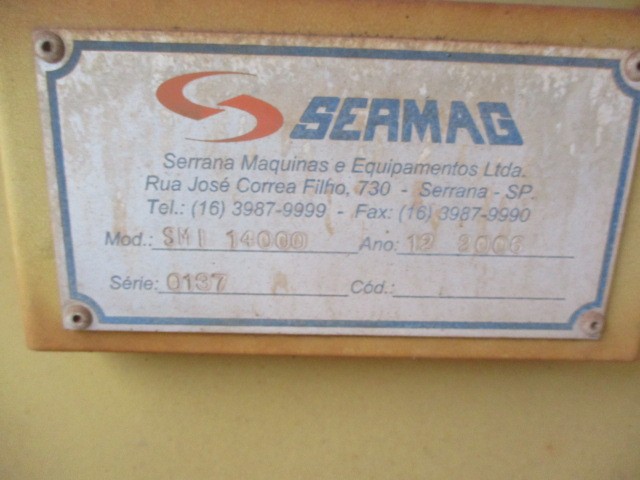 SERMAG
Serrana Maquinas e Equipamentos Ltda.
Rua José Correa Filho, 730 - Serrana - SP.
Tel.: (16) 3987-9999 - Fax: (16) 3987-9990
Mod.: SMI 14000 Ano: 12 2006
Série: 0137 Cód.: